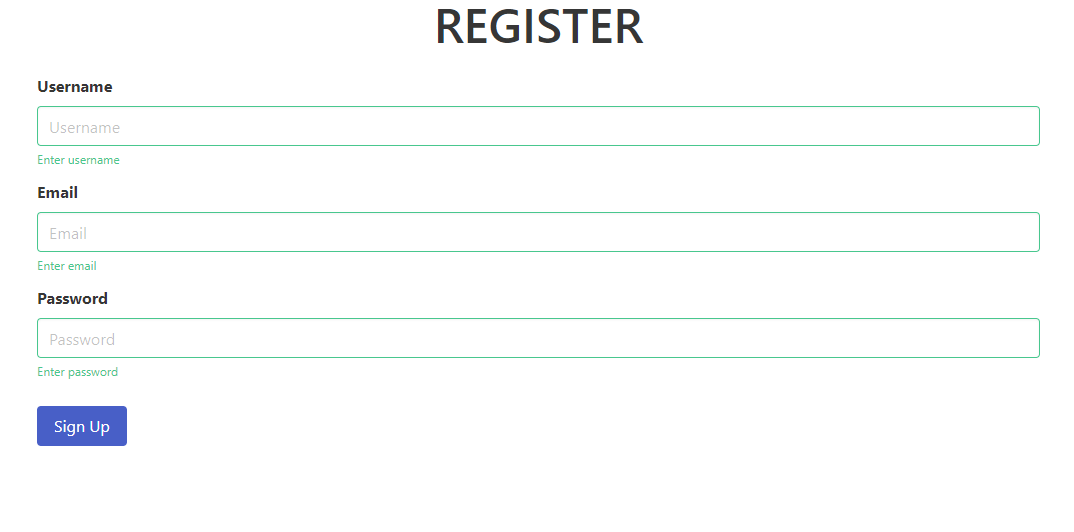 REGISTER
Username
Username
Enter username
Email
Email
Enter email
Password
Password
Enter password
Sign Up